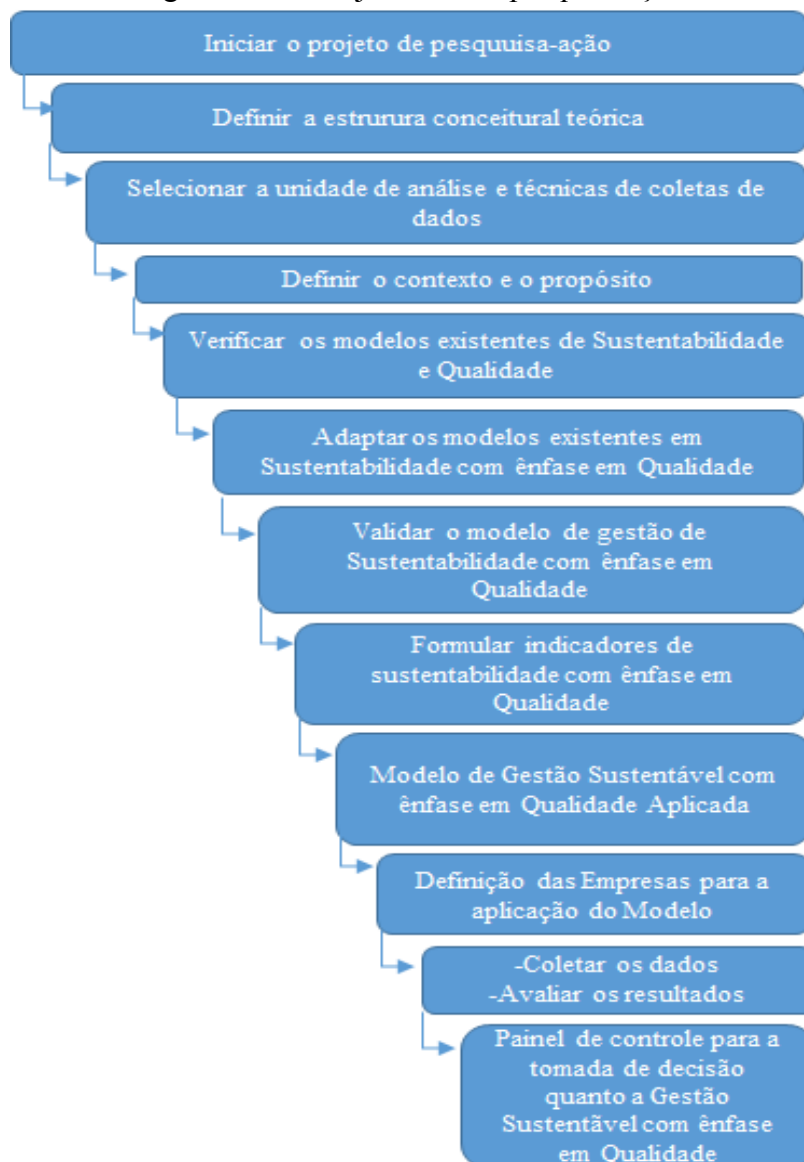 Iniciar o projeto de pesquuisa-ação
Definir a estrurura conceitural teórica
Selecionar a unidade de análise e técnicas de coletas de
dados
Definir o contexto e o propósito
Verificar os modelos existentes de Sustentabilidade
e Qualidade
Adaptar os modelos existentes em
Sustentabilidade com ênfase em Qualidade
Validar o modelo de gestão de
Sustentabilidade com ênfase em
Qualidade
Formular indicadores de
sustentabilidade com ênfase em
Qualidade
Modelo de Gestão Sustentável com
ênfase em Qualidade Aplicada
Definição das Empresas para a
aplicação do Modelo
-Coletar os dados
-Avaliar os resultados
Painel de controle para a
tomada de decisão
quanto a Gestão
Sustentãvel com ênfase
em Qualidade